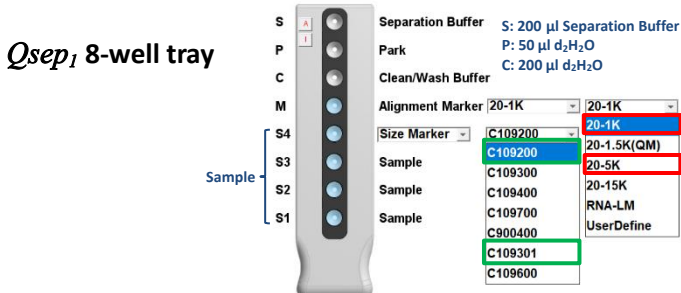 Qsep1 8-well tray
S A Separation Buffer
I
P Park
C Clean/Wash Buffer
S: 200 µl Separation Buffer
P: 50 µl d2H2O
C: 200 µl d2H2O
M Alignment Marker 20-1K 20-1K
S4 Size Marker C109200
S3 Sample
S2 Sample
S1 Sample
Sample
C109200
C109300
C109400
C109700
C900400
C109301
C109600
20-1K
20-1.5K(QM)
20-5K
20-15K
RNA-LM
UserDefine